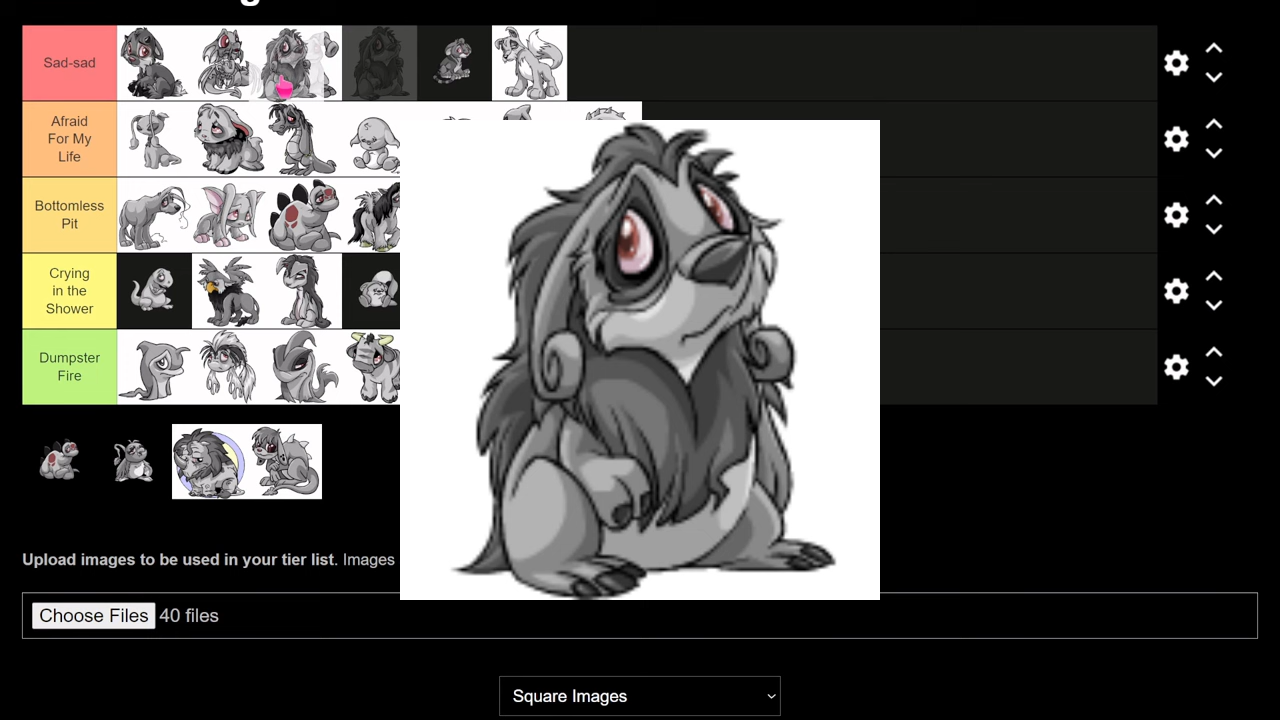 Sad-sad
Afraid
For My
Life
Bottomless
Pit
Crying
in the
Shower
Dumpster
Fire
Upload images to be used in your tier list. Images
Choose Files 40 files
Square Images